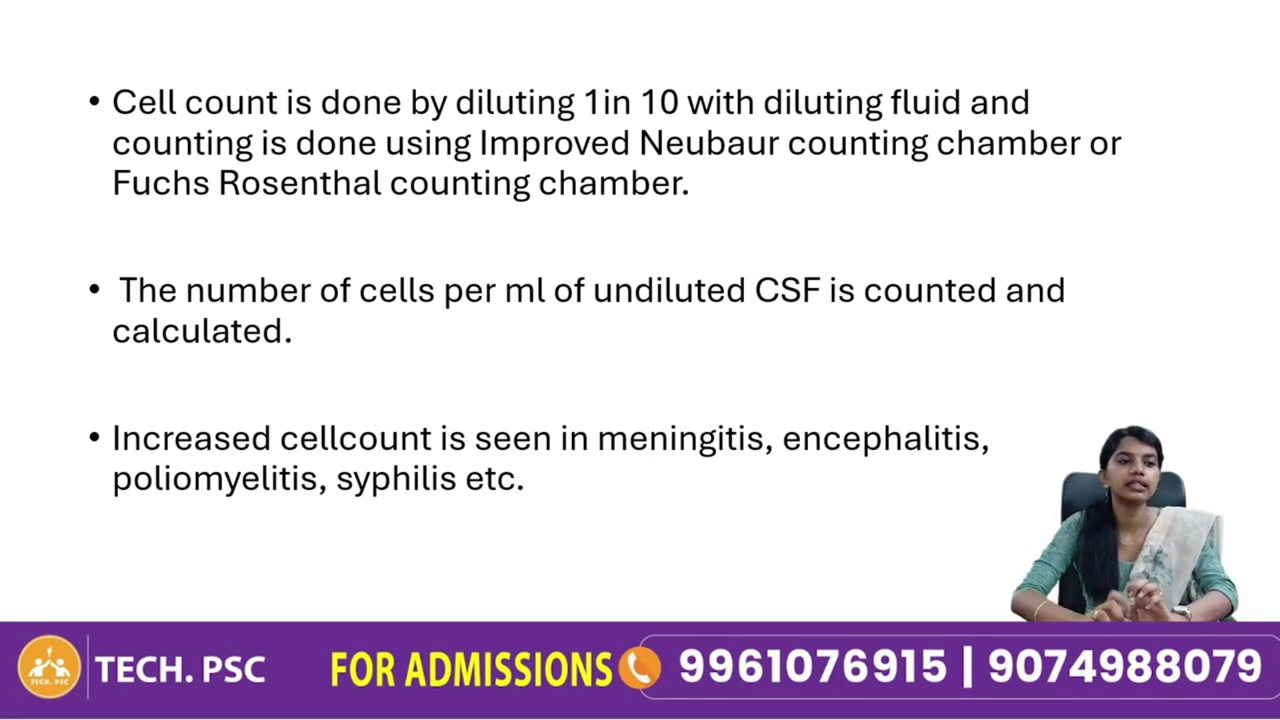 • Cell count is done by diluting 1in 10 with diluting fluid and
counting is done using Improved Neubaur counting chamber or
Fuchs Rosenthal counting chamber.
• The number of cells per ml of undiluted CSF is counted and
calculated.
• Increased cellcount is seen in meningitis, encephalitis,
poliomyelitis, syphilis etc.
TECH. PSC
TECH. PSC
FOR ADMISSIONS
9961076915 | 9074988079